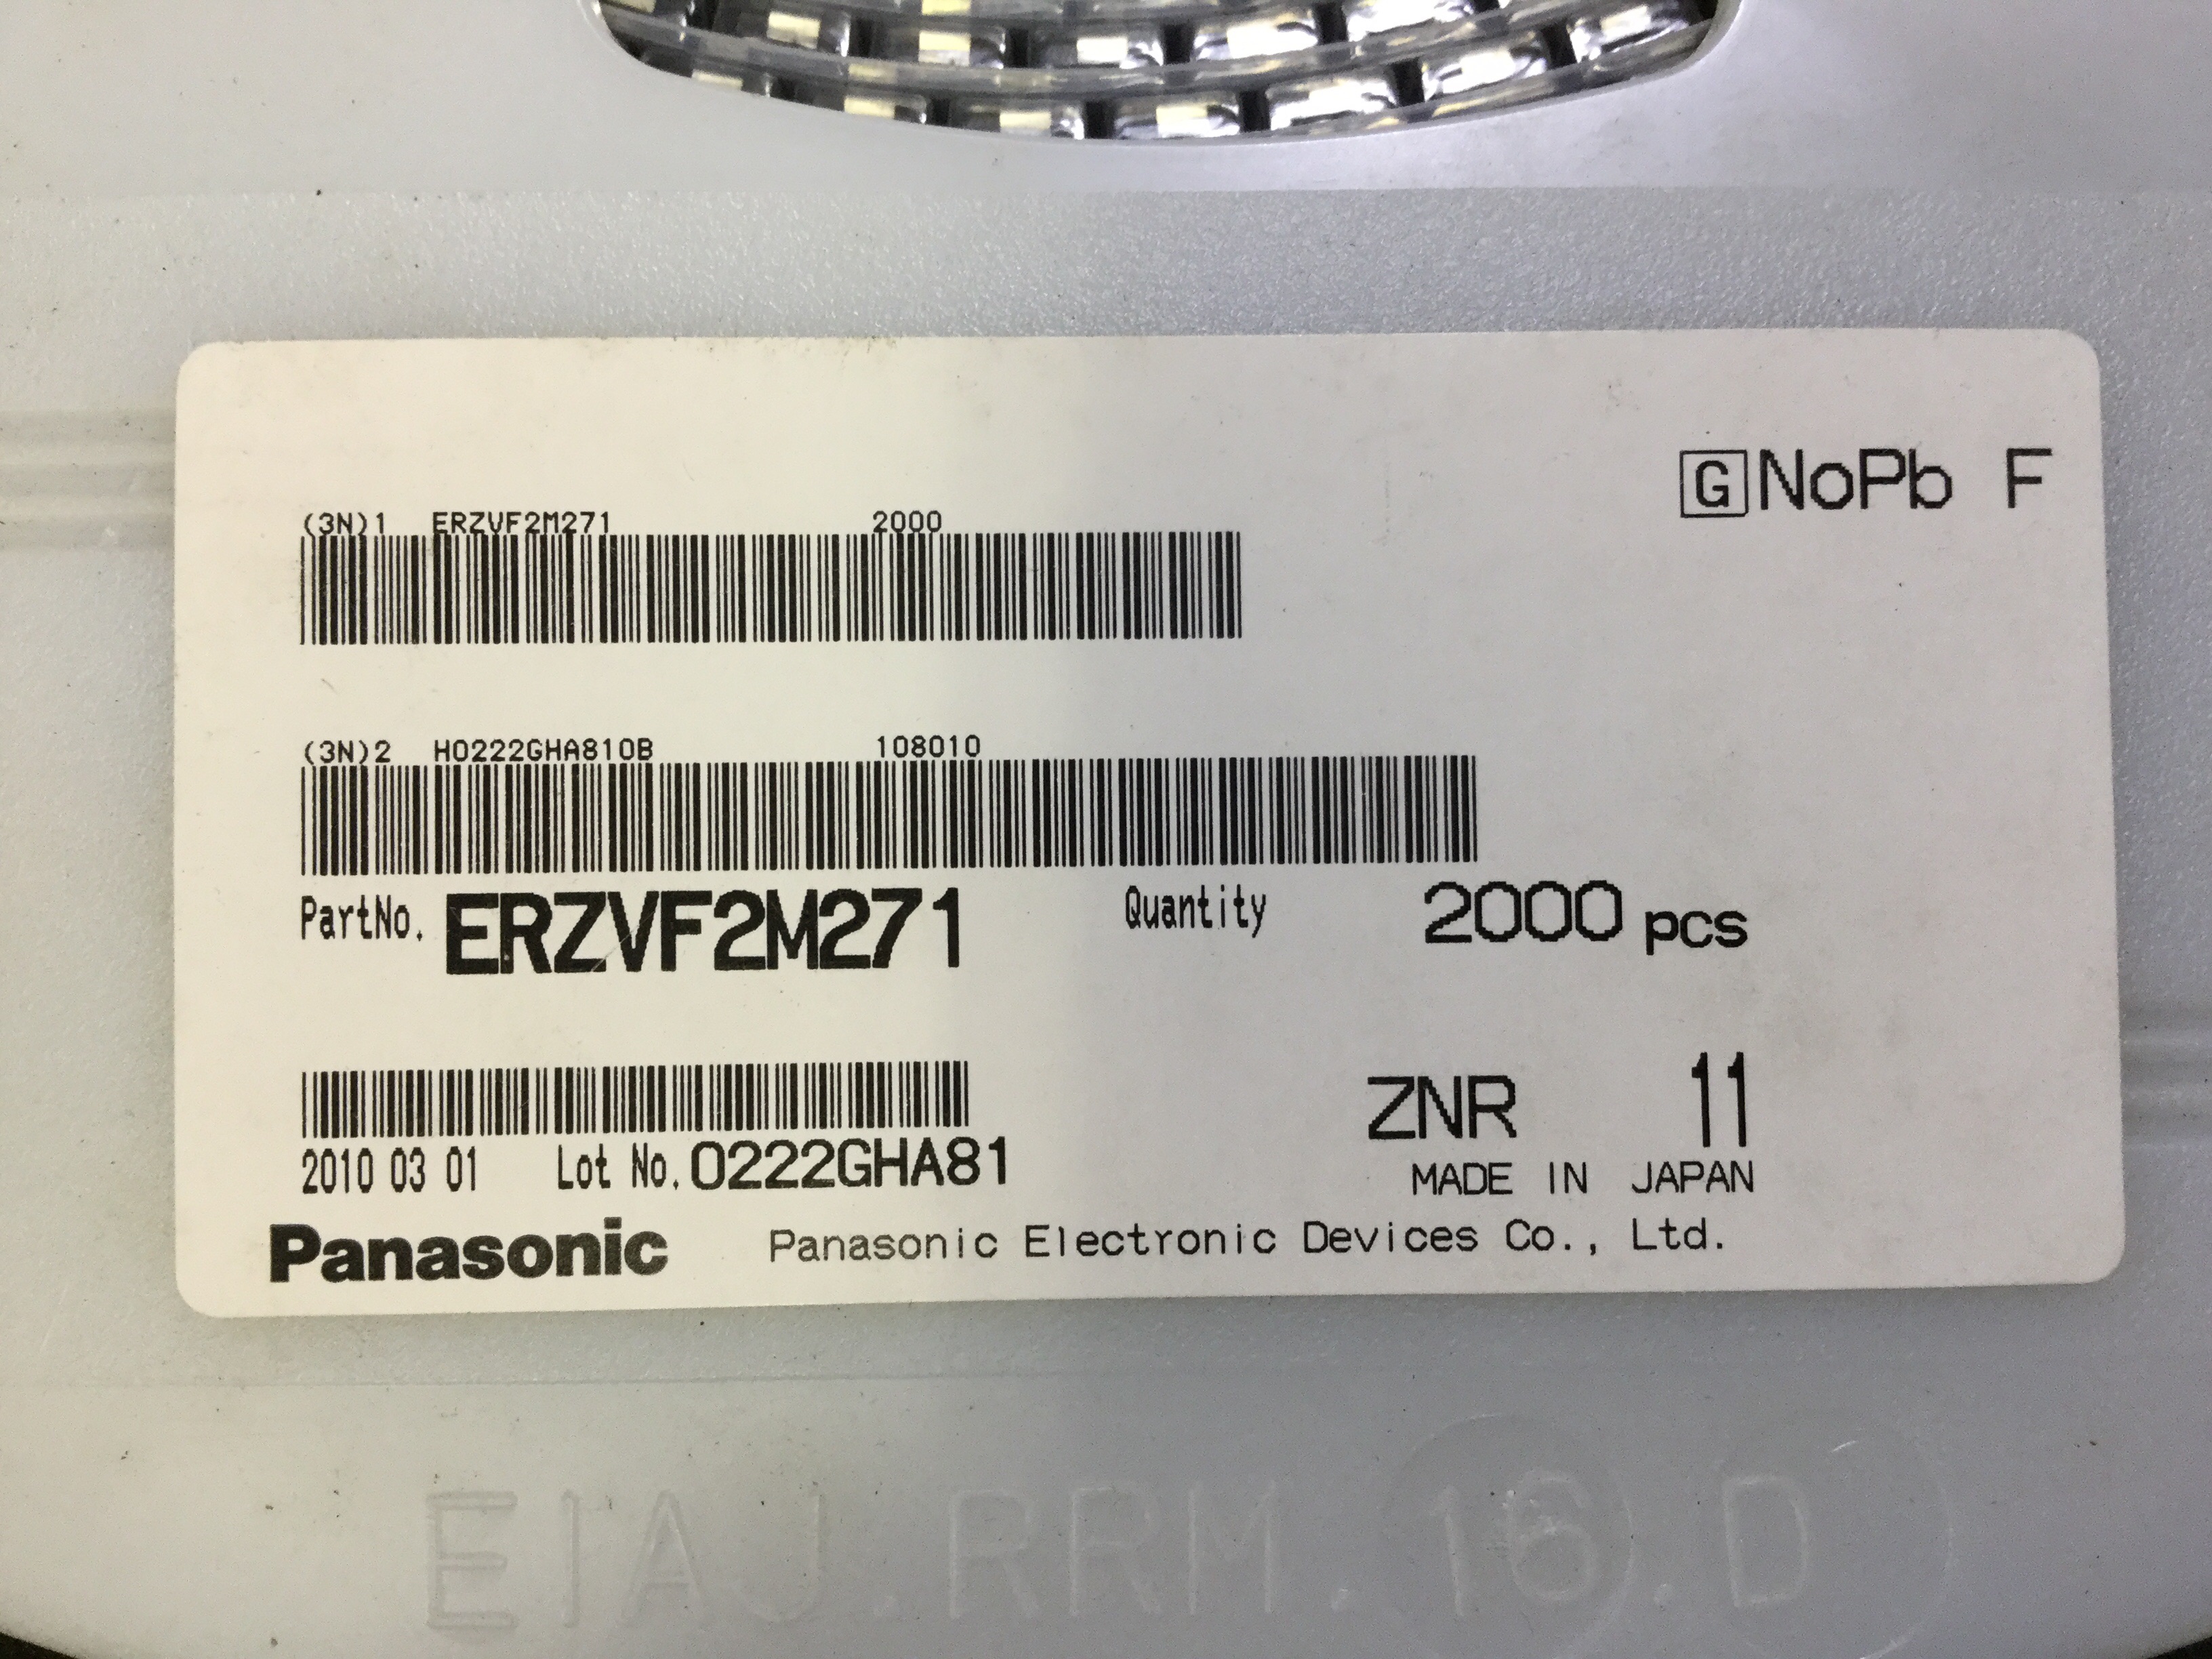 G NoPb F
(3N)1 ERZVF2M271 2000
(3N)2 H0222GHA810B 108010
PartNo. ERZVF2M271 Quantity 2000 pcs
ZNR 11
2010 03 01 Lot No. 0222GHA81
MADE IN JAPAN
Panasonic Panasonic Electronic Devices Co., Ltd.
EIAJ.RRM.16.D